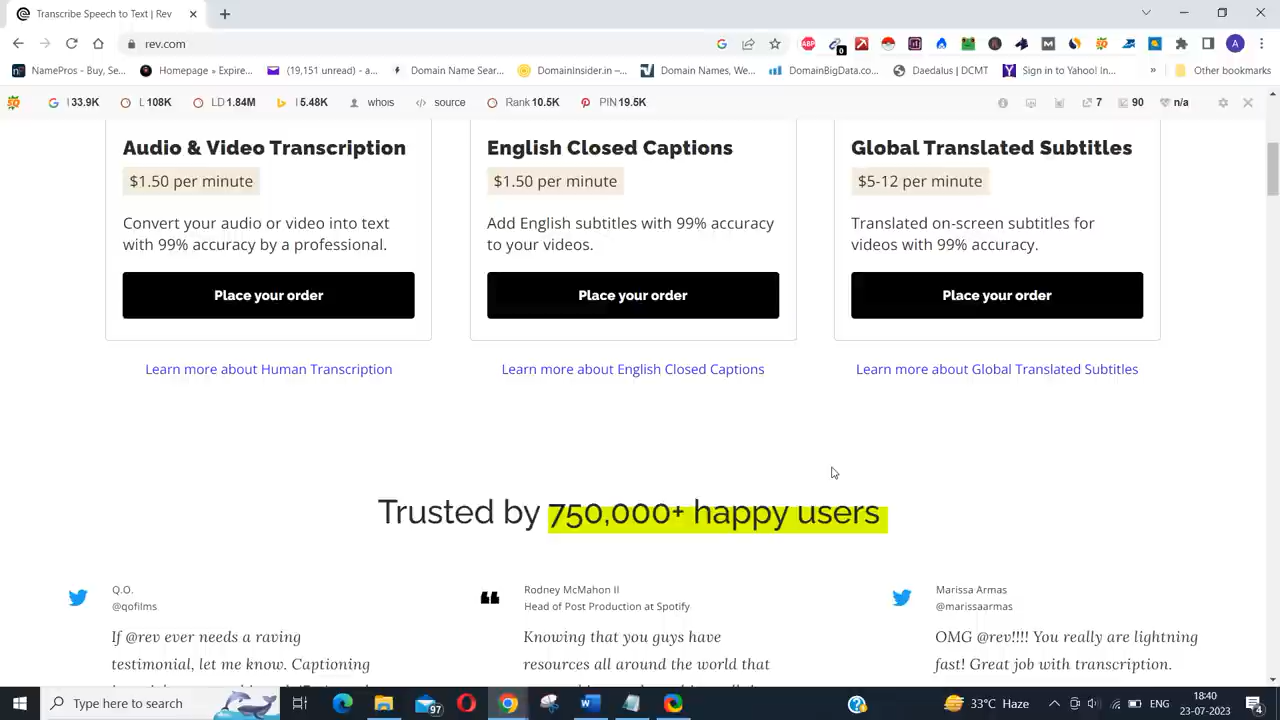 Transcribe Speech to Text | Rev
rev.com
ABP
0
A
NamePros - Buy, Se...
Homepage » Expire...
(19,151 unread) - a...
Domain Name Sear...
DomainInsider.in –...
Domain Names, We...
DomainBigData.co...
Daedalus | DCMT
Sign in to Yahoo! In...
»
Other bookmarks
I 33.9K
L 108K
LD 1.84M
I 5.48K
whois
source
Rank 10.5K
PIN 19.5K
7
90
n/a
Audio & Video Transcription
$1.50 per minute
Convert your audio or video into text
with 99% accuracy by a professional.
Place your order
Learn more about Human Transcription
English Closed Captions
$1.50 per minute
Add English subtitles with 99% accuracy
to your videos.
Place your order
Learn more about English Closed Captions
Global Translated Subtitles
$5-12 per minute
Translated on-screen subtitles for
videos with 99% accuracy.
Place your order
Learn more about Global Translated Subtitles
Trusted by 750,000+ happy users
Q.O.
@qofilms
If @rev ever needs a raving
testimonial, let me know. Captioning
Rodney McMahon II
Head of Post Production at Spotify
Knowing that you guys have
resources all around the world that
Marissa Armas
@marissaarmas
OMG @rev!!!! You really are lightning
fast! Great job with transcription.
Type here to search
97
33°C Haze
ENG
18:40
23-07-2023
4